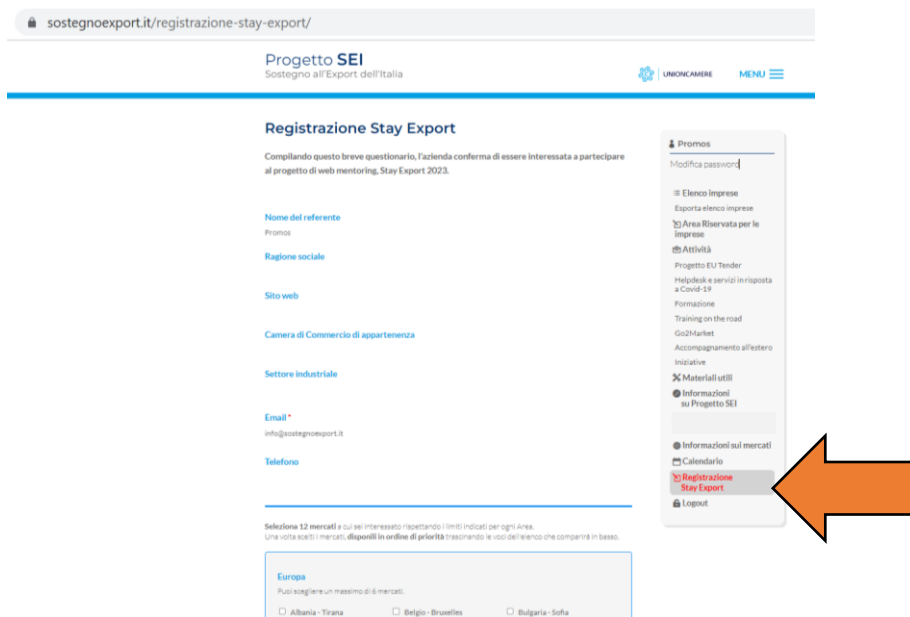 sostegnoexport.it/registrazione-stay-export/
Progetto SEI
Sostegno all'Export dell'Italia
UNIONCAMERE
MENU
Registrazione Stay Export
Compilando questo breve questionario, l'azienda conferma di essere interessata a partecipare
al progetto di web mentoring, Stay Export 2023.
Nome del referente
Promos
Ragione sociale
Sito web
Camera di Commercio di appartenenza
Settore industriale
Email *
info@sostegnoexport.it
Telefono
Seleziona 12 mercati a cui sei interessato rispettando i limiti indicati per ogni Area.
Una volta scelti i mercati, disponili in ordine di priorità trascinando le voci dell'elenco che comparirà in basso.
Europa
Puoi scegliere un massimo di 6 mercati.
Albania - Tirana
Belgio - Bruxelles
Bulgaria - Sofia
Promos
Modifica password
Elenco imprese
Esporta elenco imprese
Area Riservata per le
imprese
Attività
Progetto EU Tender
Helpdesk e servizi in risposta
a Covid-19
Formazione
Training on the road
Go2Market
Accompagnamento all'estero
Iniziative
Materiali utili
Informazioni
su Progetto SEI
Informazioni sui mercati
Calendario
Registrazione
Stay Export
Logout